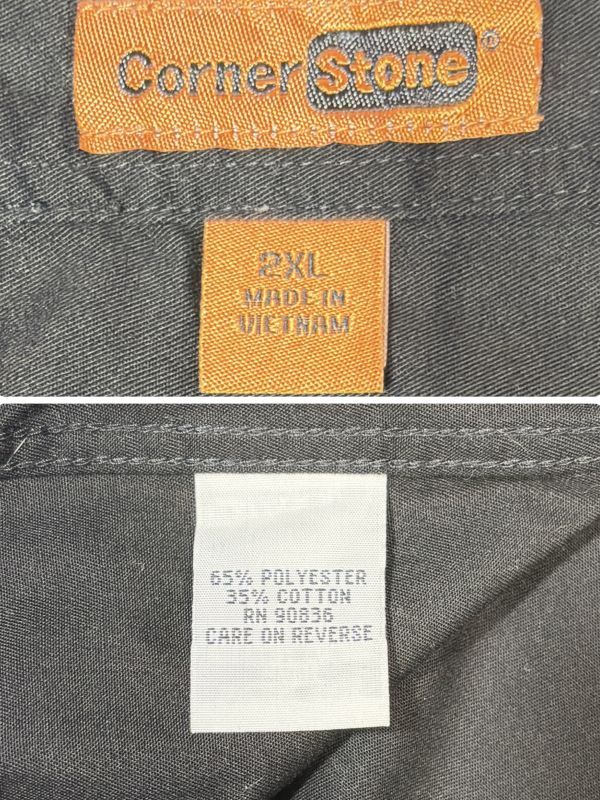 CornerStone®
2XL
MADE IN
VIETNAM
65% POLYESTER
35% COTTON
RN 90836
CARE ON REVERSE